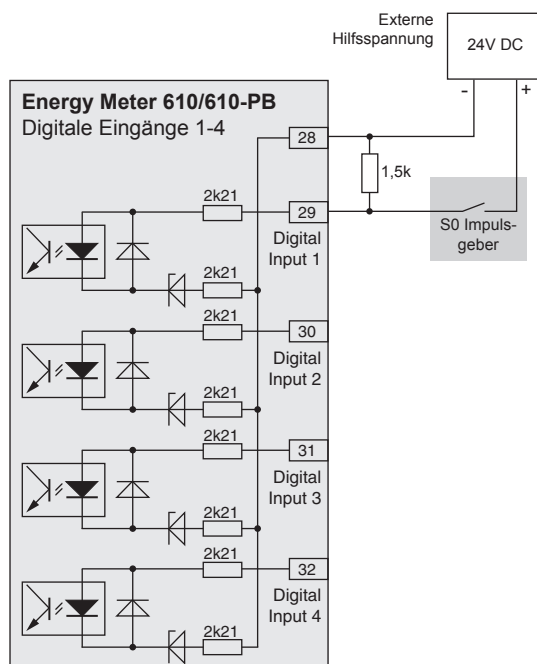 Externe
Hilfsspannung
24V DC
- +
Energy Meter 610/610-PB
Digitale Eingänge 1-4
28
1,5k
2k21
29
S0 Impuls-
geber
Digital
Input 1
2k21
2k21
30
Digital
Input 2
2k21
2k21
31
Digital
Input 3
2k21
2k21
32
Digital
Input 4
2k21